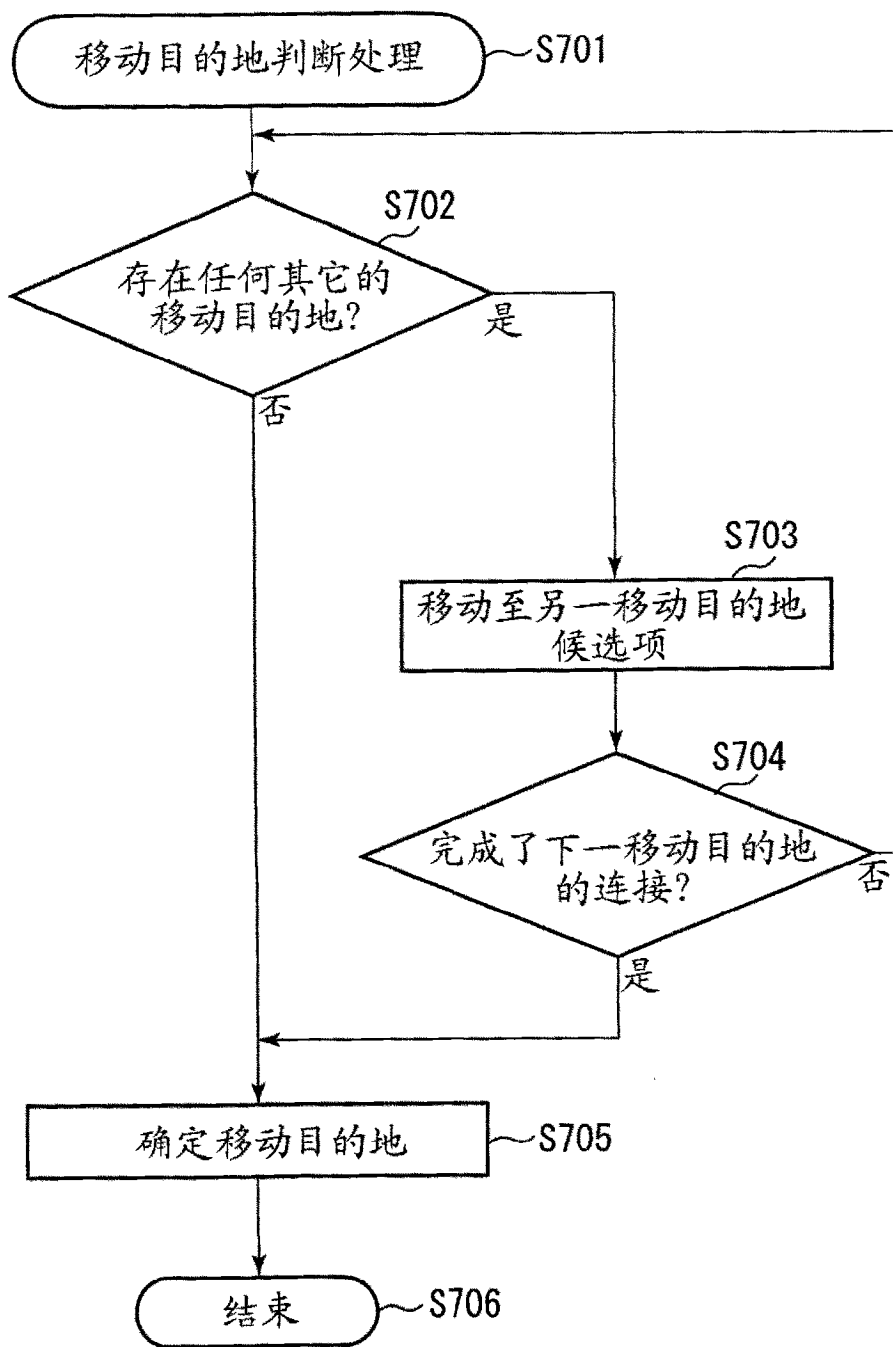 移动目的地判断处理
S701
S702
存在任何其它的
移动目的地?
是
否
S703
移动至另一移动目的地
候选项
S704
完成了下一移动目的地
的连接?
否
是
确定移动目的地
S705
结束
S706